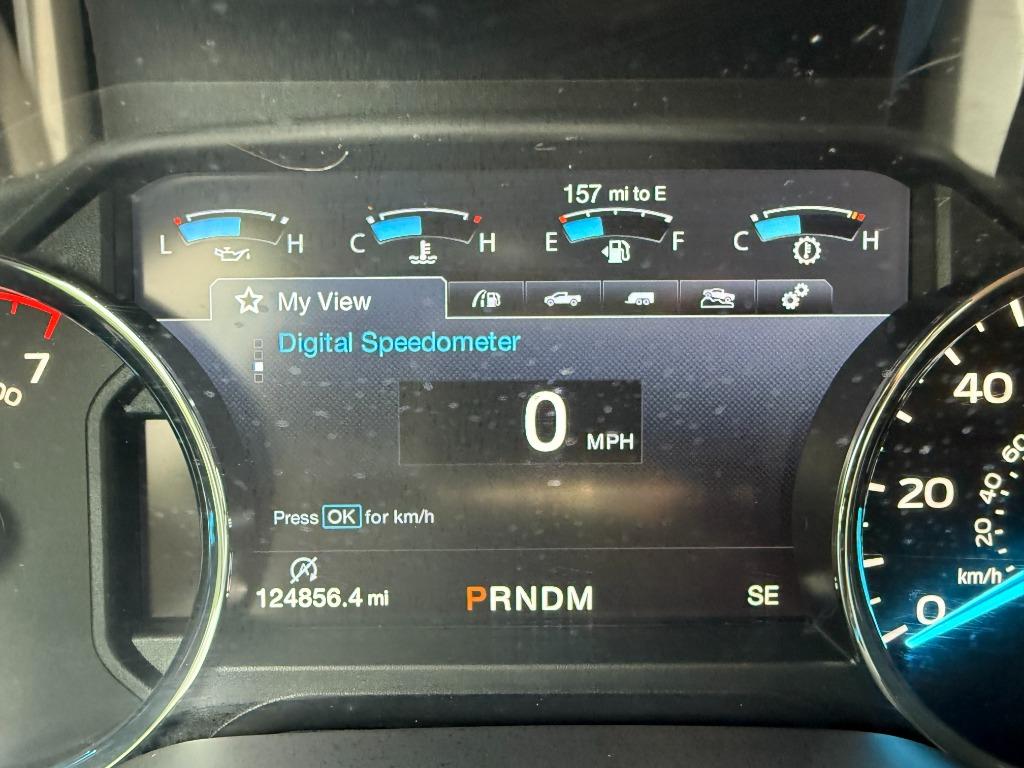 157 mi to E
L H C H E F C H
My View
Digital Speedometer
0 MPH
Press OK for km/h
124856.4 mi
PRNDM
SE
7
40
20
0
60
40
20
km/h